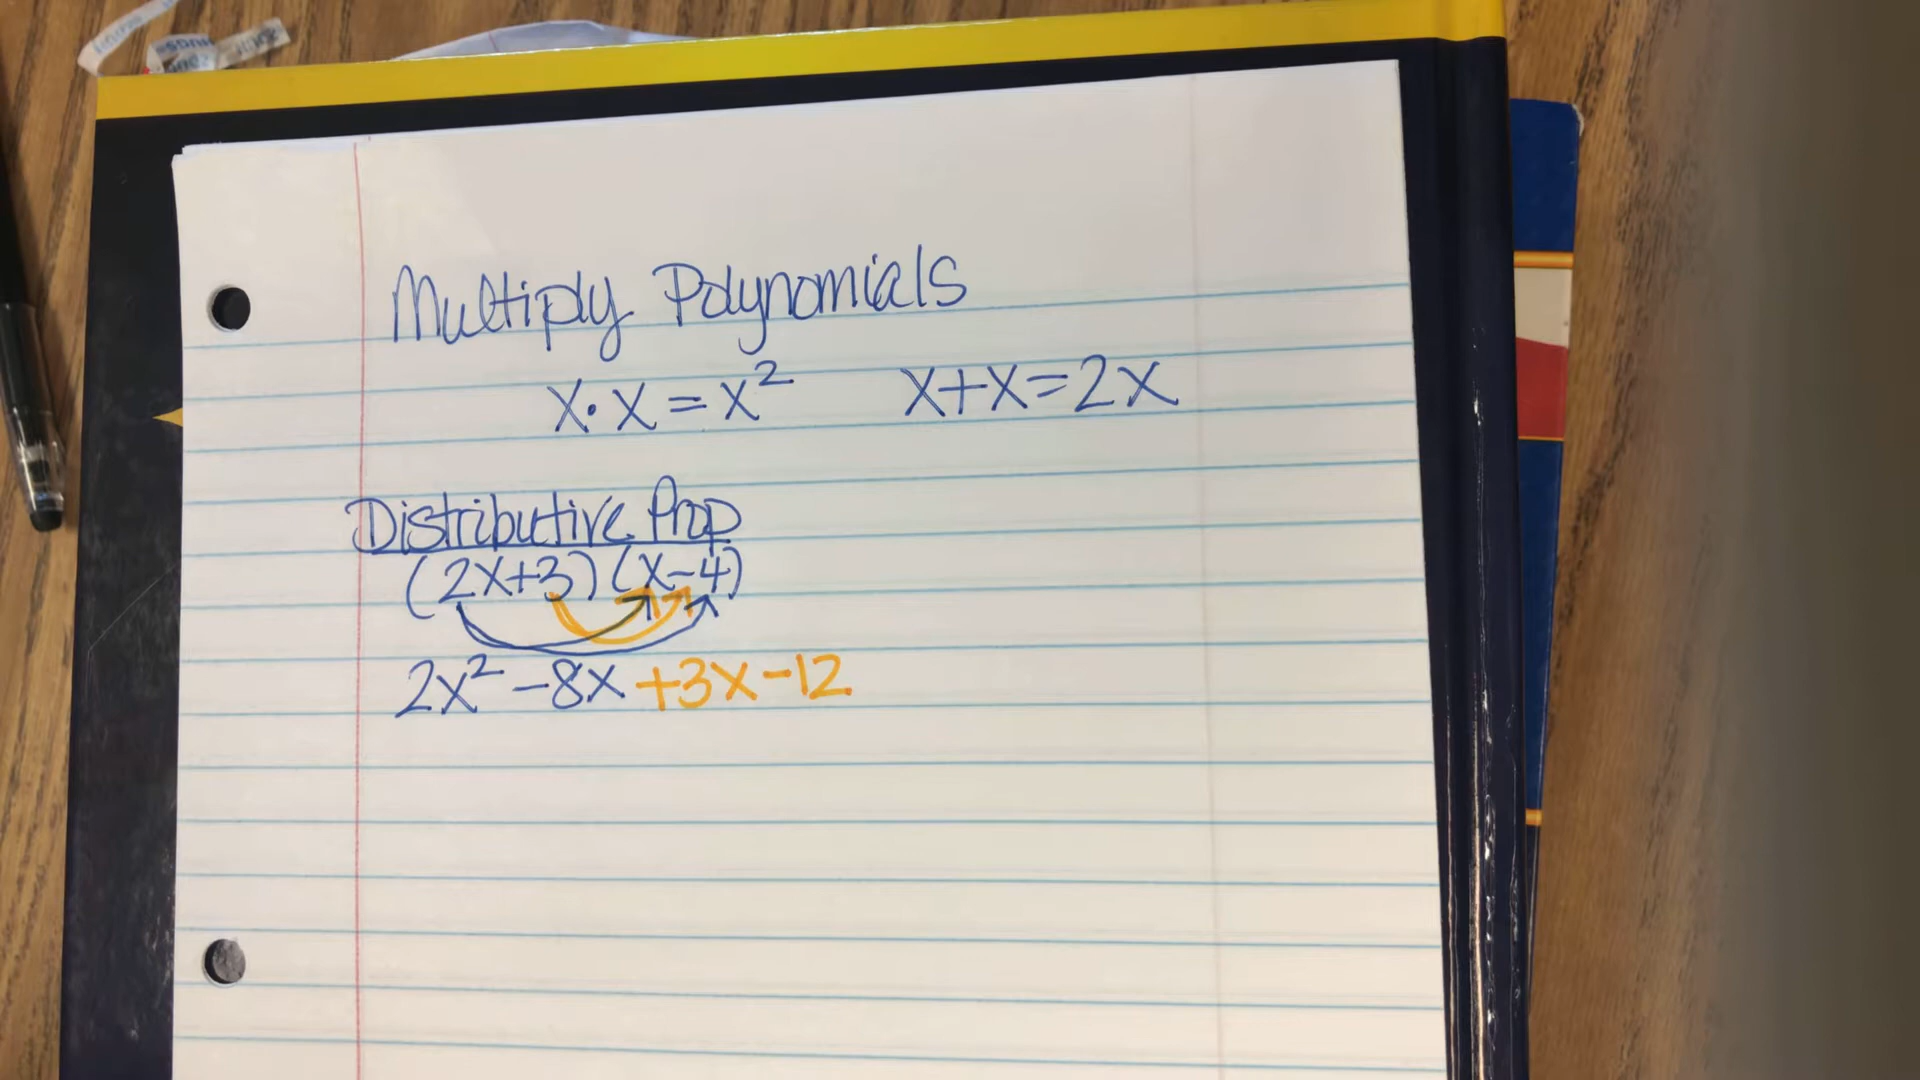 Multiply Polynomials
x·x=x² x+x=2x
Distributive Prop
(2x+3)(x-4)
2x²-8x+3x-12